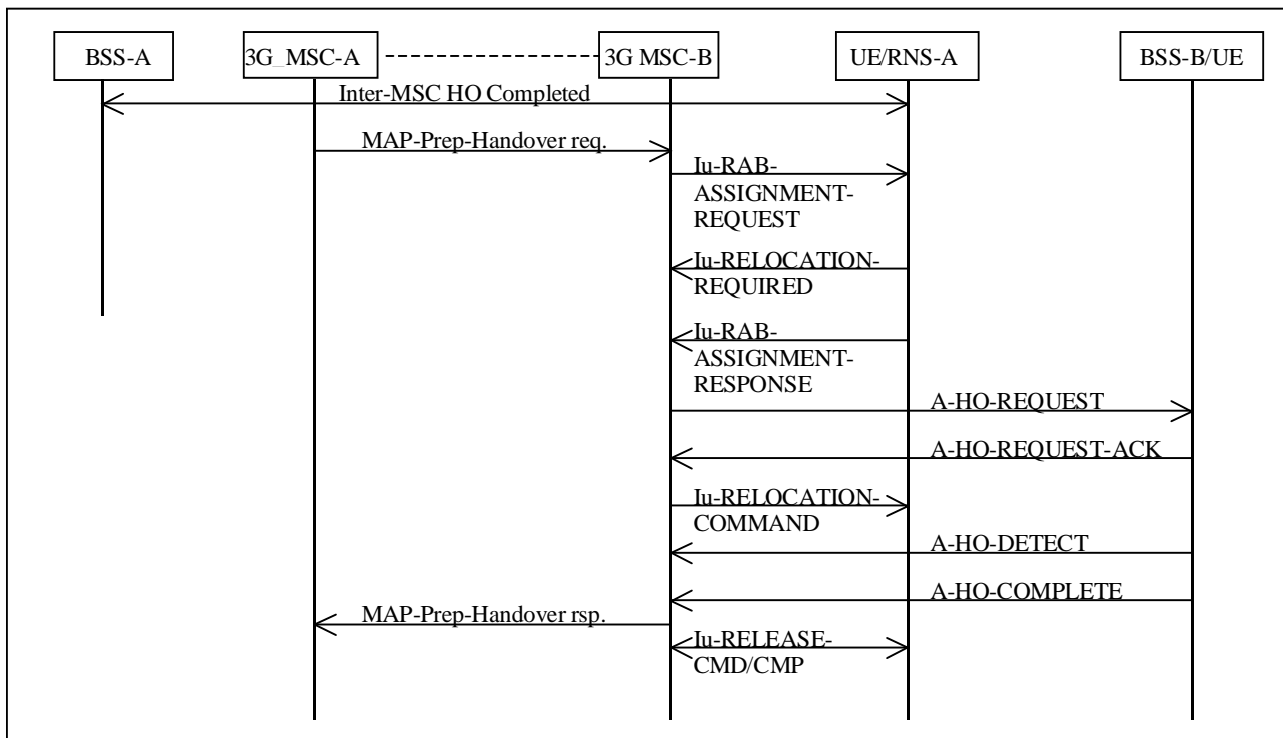 BSS-A
3G_MSC-A
3G MSC-B
UE/RNS-A
BSS-B/UE
Inter-MSC HO Completed
MAP-Prep-Handover req.
Iu-RAB-
ASSIGNMENT-
REQUEST
Iu-RELOCATION-
REQUIRED
Iu-RAB-
ASSIGNMENT-
RESPONSE
A-HO-REQUEST
A-HO-REQUEST-ACK
Iu-RELOCATION-
COMMAND
A-HO-DETECT
A-HO-COMPLETE
MAP-Prep-Handover rsp.
Iu-RELEASE-
CMD/CMP